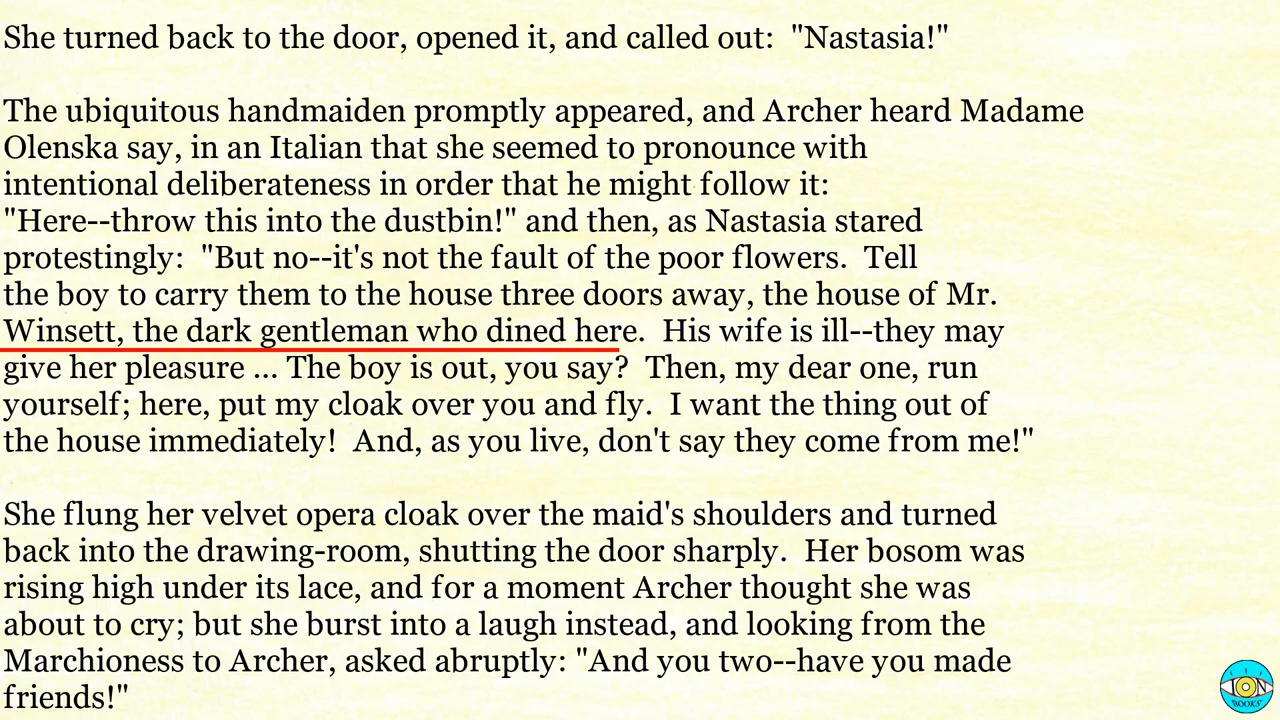 She turned back to the door, opened it, and called out:  "Nastasia!"
The ubiquitous handmaiden promptly appeared, and Archer heard Madame
Olenska say, in an Italian that she seemed to pronounce with
intentional deliberateness in order that he might follow it:
"Here--throw this into the dustbin!" and then, as Nastasia stared
protestingly:  "But no--it's not the fault of the poor flowers.  Tell
the boy to carry them to the house three doors away, the house of Mr.
Winsett, the dark gentleman who dined here.  His wife is ill--they may
give her pleasure ... The boy is out, you say?  Then, my dear one, run
yourself; here, put my cloak over you and fly.  I want the thing out of
the house immediately!  And, as you live, don't say they come from me!"
She flung her velvet opera cloak over the maid's shoulders and turned
back into the drawing-room, shutting the door sharply.  Her bosom was
rising high under its lace, and for a moment Archer thought she was
about to cry; but she burst into a laugh instead, and looking from the
Marchioness to Archer, asked abruptly: "And you two--have you made
friends!"
ION
BOOKS